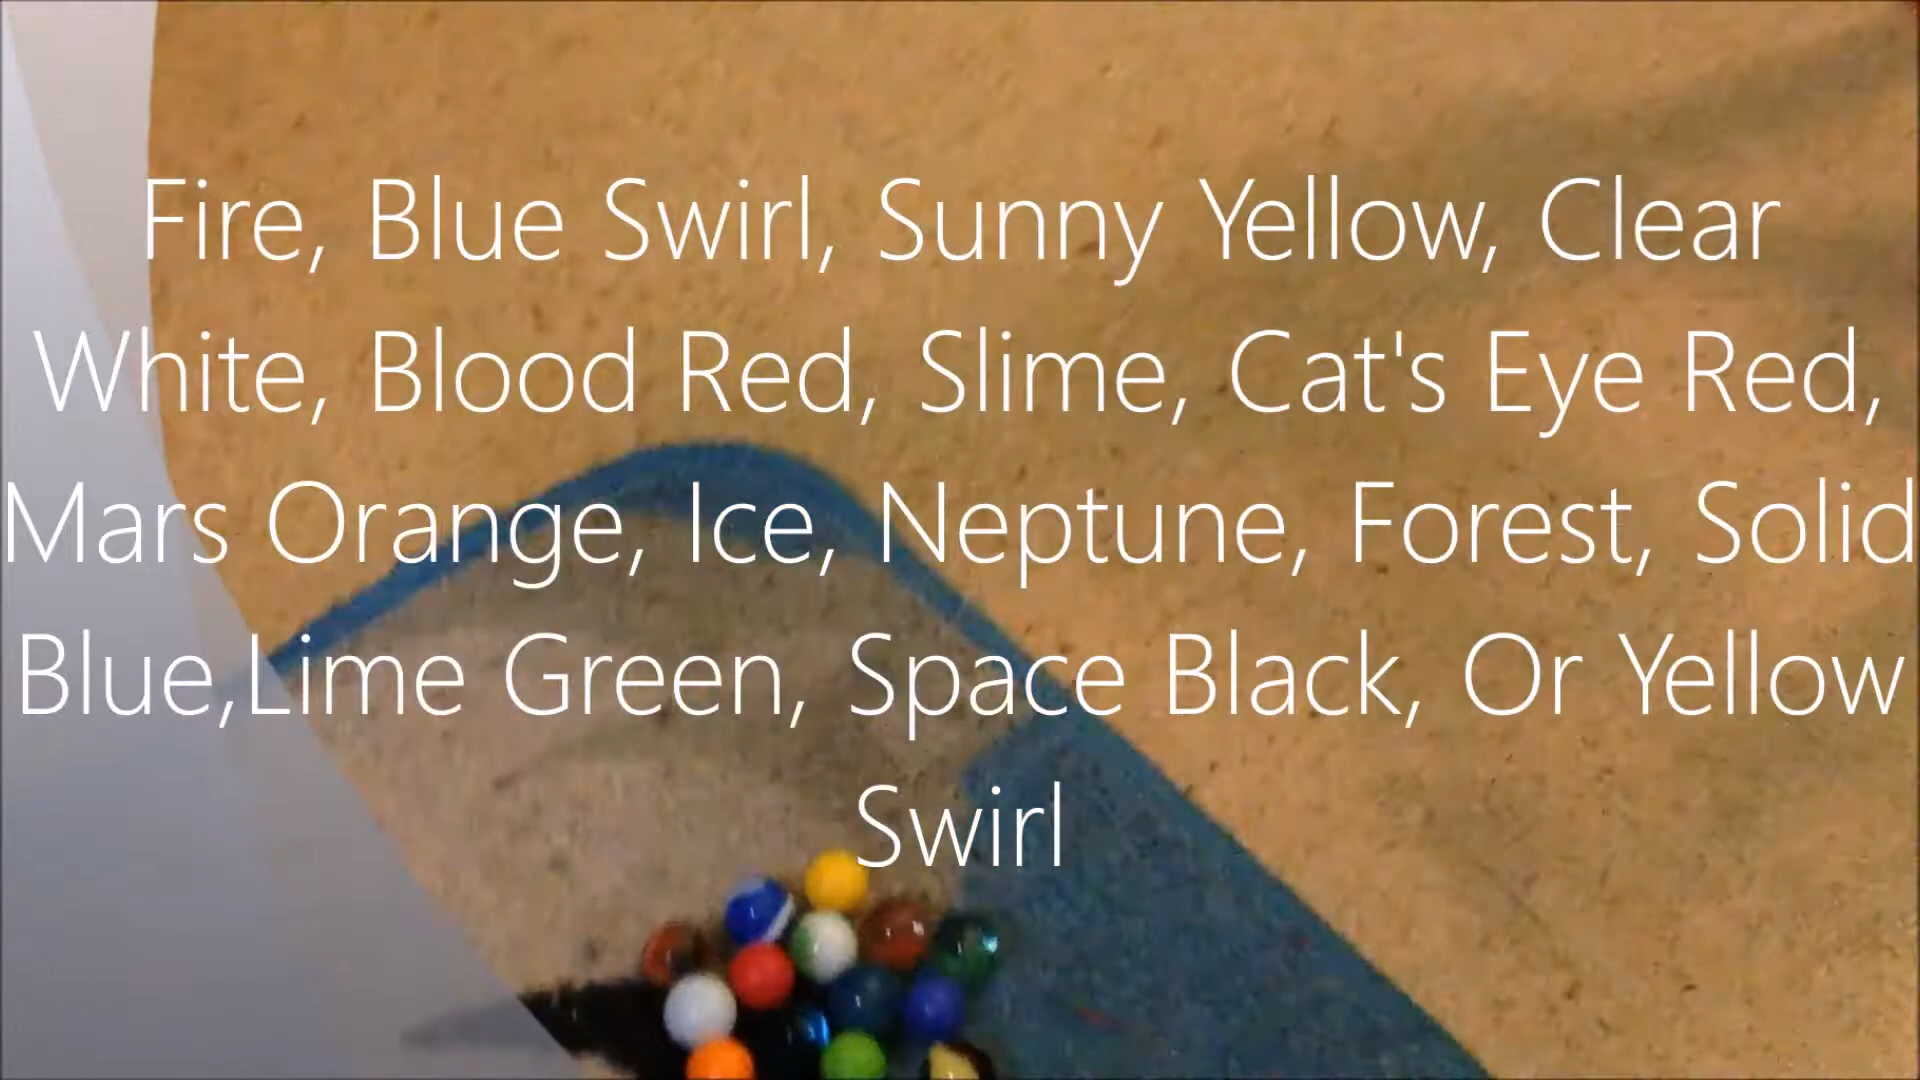 Fire, Blue Swirl, Sunny Yellow, Clear
White, Blood Red, Slime, Cat's Eye Red,
Mars Orange, Ice, Neptune, Forest, Solid
Blue,Lime Green, Space Black, Or Yellow
Swirl